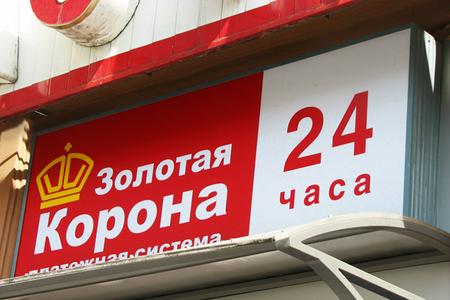 Золотая
Корона
платежная система
24
часа